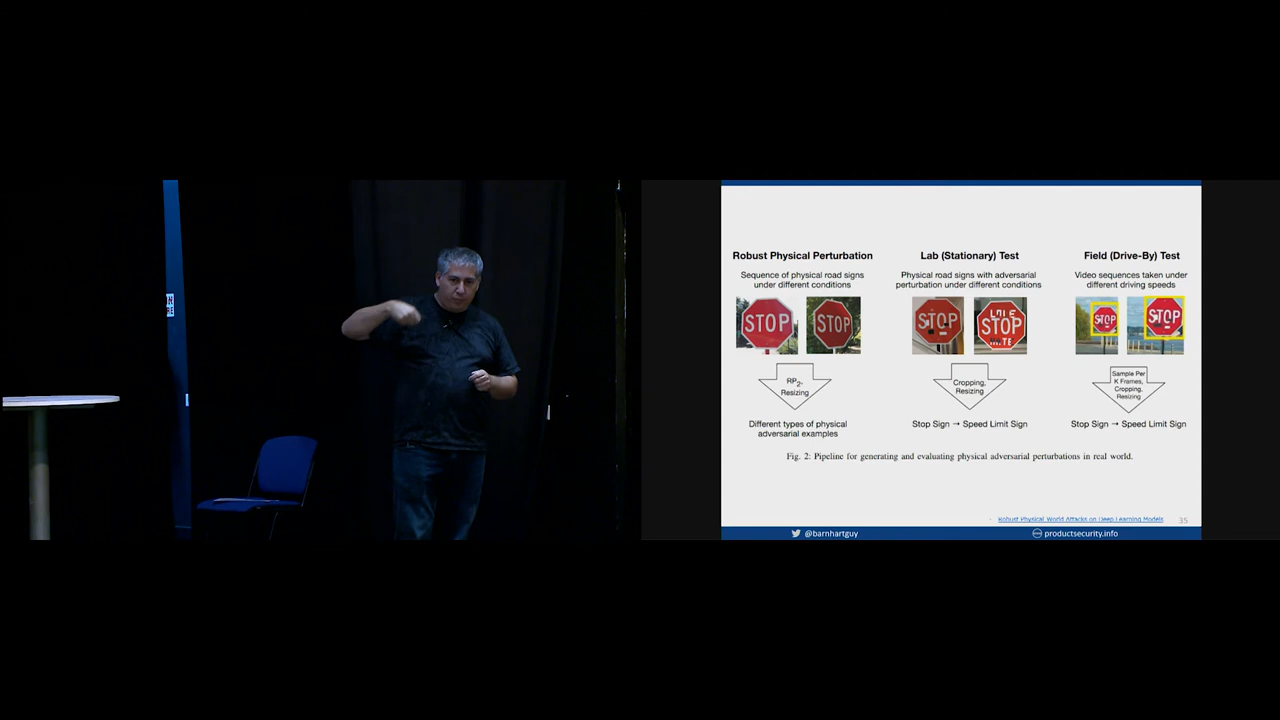 Robust Physical Perturbation
Sequence of physical road signs
under different conditions
STOP
STOP
RP2,
Resizing
Different types of physical
adversarial examples
Lab (Stationary) Test
Physical road signs with adversarial
perturbation under different conditions
STOP
STOP
Cropping,
Resizing
Stop Sign → Speed Limit Sign
Field (Drive-By) Test
Video sequences taken under
different driving speeds
STOP
STOP
Sample Per
K Frames,
Cropping,
Resizing
Stop Sign → Speed Limit Sign
Fig. 2: Pipeline for generating and evaluating physical adversarial perturbations in real world.
Robust Physical World Attacks on Deep Learning Models
35
@barnhartguy
productsecurity.info